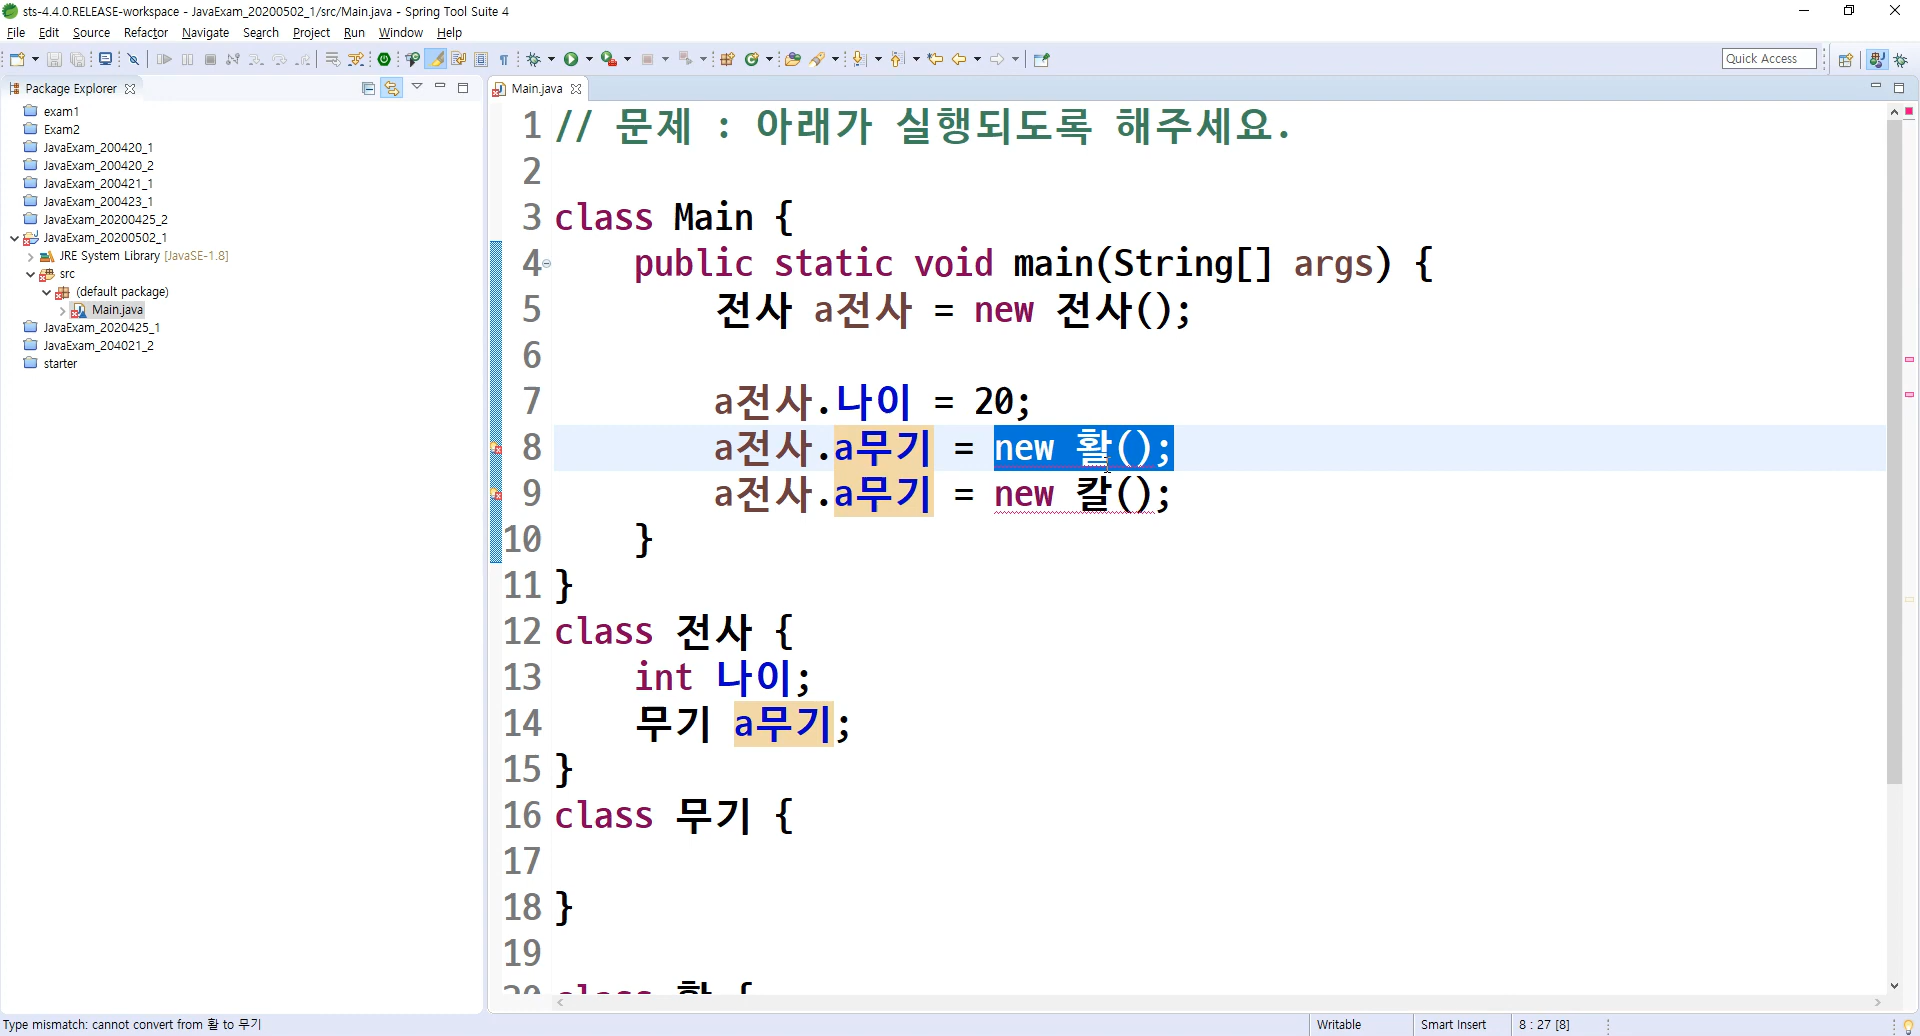 sts-4.4.0.RELEASE-workspace - JavaExam_20200502_1/src/Main.java - Spring Tool Suite 4
File Edit Source Refactor Navigate Search Project Run Window Help
Quick Access
Package Explorer
exam1
Exam2
JavaExam_200420_1
JavaExam_200420_2
JavaExam_200421_1
JavaExam_200423_1
JavaExam_20200425_2
JavaExam_20200502_1
JRE System Library [JavaSE-1.8]
src
(default package)
Main.java
JavaExam_2020425_1
JavaExam_204021_2
starter
Main.java
1 // 문제 : 아래가 실행되도록 해주세요.
2
3 class Main {
4 public static void main(String[] args) {
5 전사 a전사 = new 전사();
6
7 a전사.나이 = 20;
8 a전사.a무기 = new 활();
9 a전사.a무기 = new 칼();
10 }
11 }
12 class 전사 {
13 int 나이;
14 무기 a무기;
15 }
16 class 무기 {
17
18 }
19
20 class 활 {
Type mismatch: cannot convert from 활 to 무기
Writable
Smart Insert
8 : 27 [8]